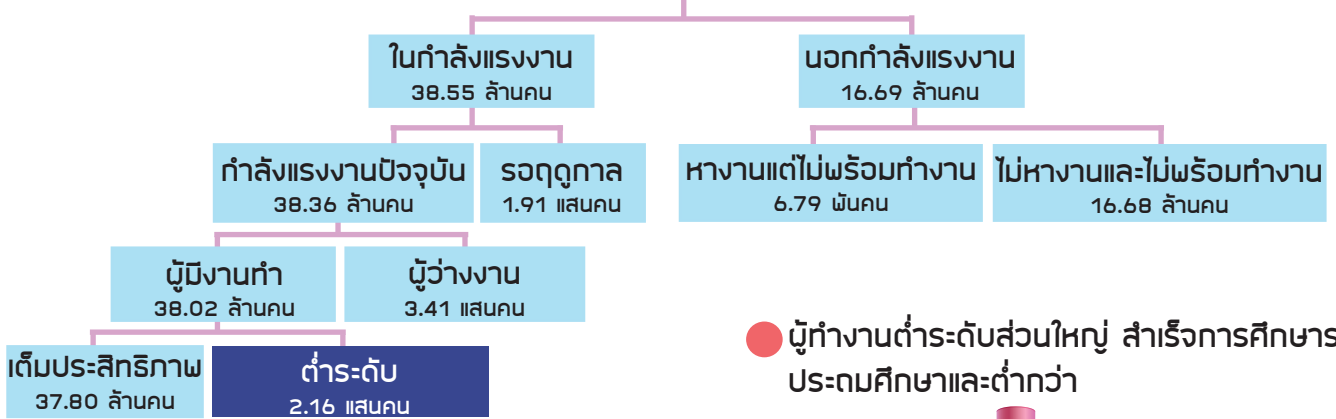 ในกำลังแรงงาน
38.55 ล้านคน
นอกกำลังแรงงาน
16.69 ล้านคน
กำลังแรงงานปัจจุบัน
38.36 ล้านคน
รอฤดูกาล
1.91 แสนคน
หางานแต่ไม่พร้อมทำงาน
6.79 พันคน
ไม่หางานและไม่พร้อมทำงาน
16.68 ล้านคน
ผู้มีงานทำ
38.02 ล้านคน
ผู้ว่างงาน
3.41 แสนคน
เต็มประสิทธิภาพ
37.80 ล้านคน
ต่ำระดับ
2.16 แสนคน
ผู้ทำงานต่ำระดับส่วนใหญ่ สำเร็จการศึกษาร
ประถมศึกษาและต่ำกว่า